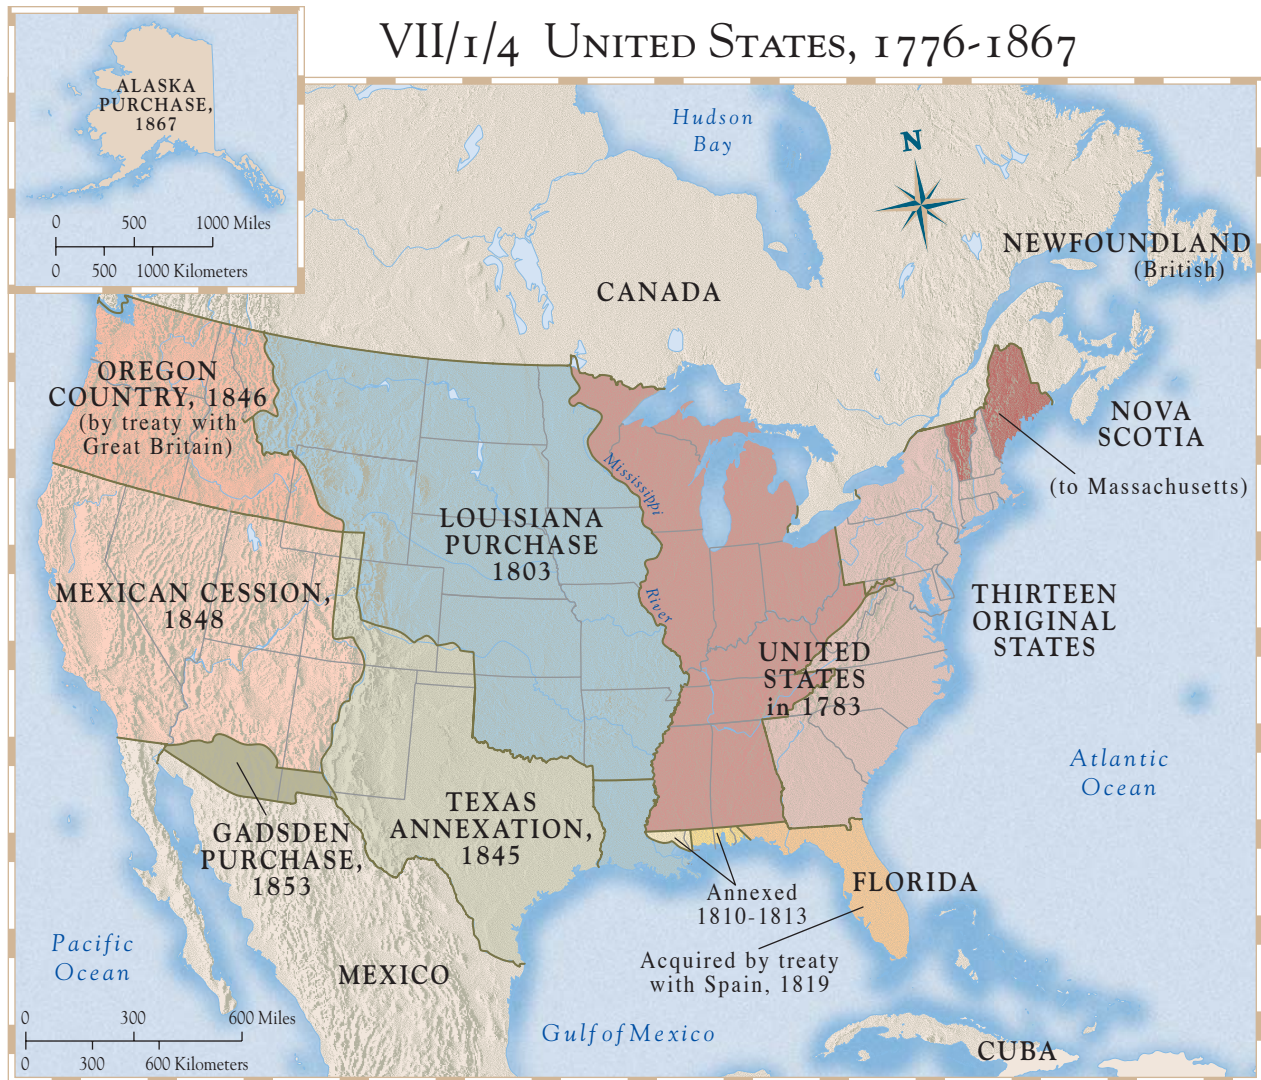 VII/1/4 United States, 1776-1867
ALASKA
PURCHASE,
1867
0 500 1000 Miles
0 500 1000 Kilometers
Hudson
Bay
N
NEWFOUNDLAND
(British)
CANADA
OREGON
COUNTRY, 1846
(by treaty with
Great Britain)
NOVA
SCOTIA
(to Massachusetts)
Mississippi
River
LOUISIANA
PURCHASE
1803
MEXICAN CESSION,
1848
THIRTEEN
ORIGINAL
STATES
UNITED
STATES
in 1783
Atlantic
Ocean
TEXAS
ANNEXATION,
1845
GADSDEN
PURCHASE,
1853
Annexed
1810-1813
FLORIDA
Acquired by treaty
with Spain, 1819
Pacific
Ocean
MEXICO
Gulf of Mexico
CUBA
0 300 600 Miles
0 300 600 Kilometers